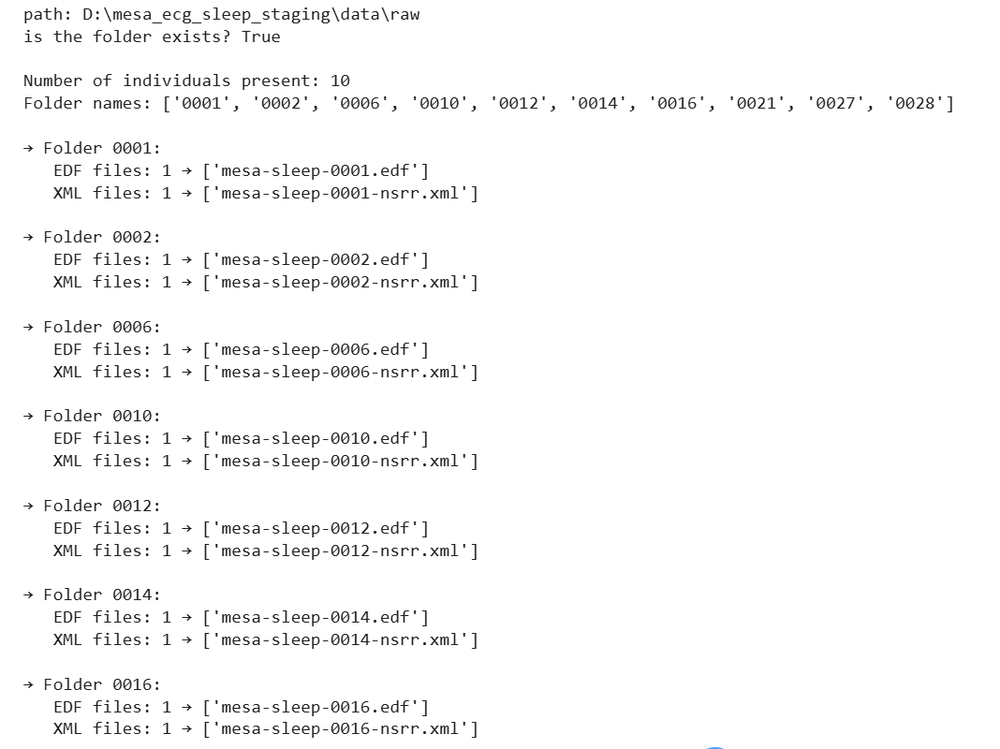 path: D:\mesa_ecg_sleep_staging\data\raw
is the folder exists? True
Number of individuals present: 10
Folder names: ['0001', '0002', '0006', '0010', '0012', '0014', '0016', '0021', '0027', '0028']
→ Folder 0001:
EDF files: 1 → ['mesa-sleep-0001.edf']
XML files: 1 → ['mesa-sleep-0001-nsrr.xml']
→ Folder 0002:
EDF files: 1 → ['mesa-sleep-0002.edf']
XML files: 1 → ['mesa-sleep-0002-nsrr.xml']
→ Folder 0006:
EDF files: 1 → ['mesa-sleep-0006.edf']
XML files: 1 → ['mesa-sleep-0006-nsrr.xml']
→ Folder 0010:
EDF files: 1 → ['mesa-sleep-0010.edf']
XML files: 1 → ['mesa-sleep-0010-nsrr.xml']
→ Folder 0012:
EDF files: 1 → ['mesa-sleep-0012.edf']
XML files: 1 → ['mesa-sleep-0012-nsrr.xml']
→ Folder 0014:
EDF files: 1 → ['mesa-sleep-0014.edf']
XML files: 1 → ['mesa-sleep-0014-nsrr.xml']
→ Folder 0016:
EDF files: 1 → ['mesa-sleep-0016.edf']
XML files: 1 → ['mesa-sleep-0016-nsrr.xml']